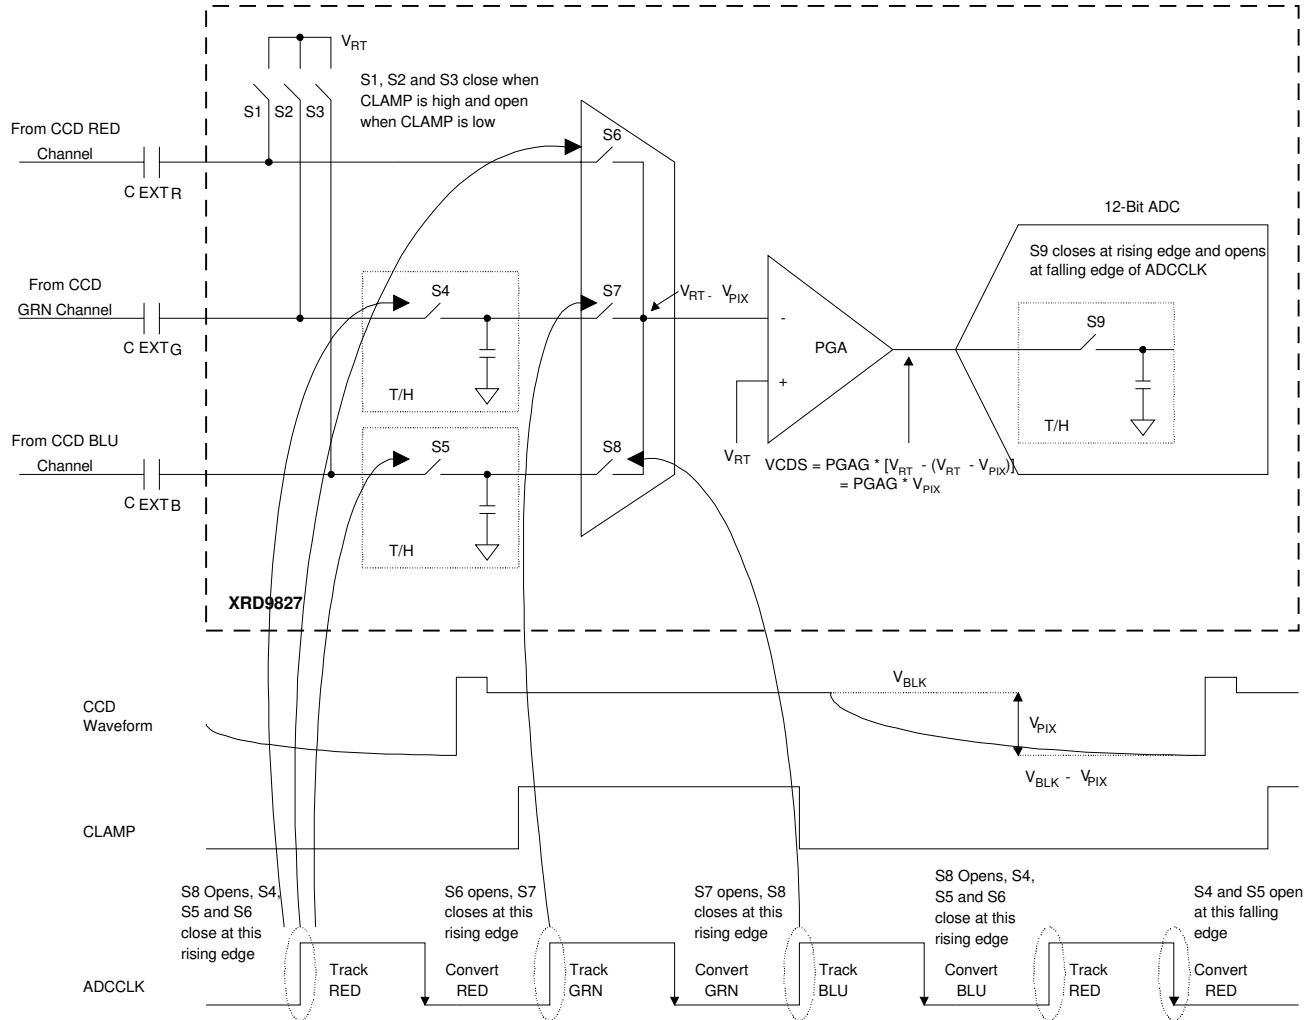 VRT
S1 S2 S3
S1, S2 and S3 close when
CLAMP is high and open
when CLAMP is low
From CCD RED
Channel
C EXTR
S6
12-Bit ADC
S9 closes at rising edge and opens
at falling edge of ADCCLK
From CCD
GRN Channel
C EXTG
S4
T/H
S7
VRT - VPIX
-
PGA
+
VRT
S9
T/H
From CCD BLU
Channel
C EXTB
S5
T/H
S8
VCDS = PGAG * [VRT - (VRT - VPIX)]
= PGAG * VPIX
XRD9827
CCD
Waveform
VBLK
VPIX
VBLK - VPIX
CLAMP
S8 Opens, S4,
S5 and S6
close at this
rising edge
S6 opens, S7
closes at this
rising edge
S7 opens, S8
closes at this
rising edge
S8 Opens, S4,
S5 and S6
close at this
rising edge
S4 and S5 open
at this falling
edge
ADCCLK
Track
RED
Convert
RED
Track
GRN
Convert
GRN
Track
BLU
Convert
BLU
Track
RED
Convert
RED